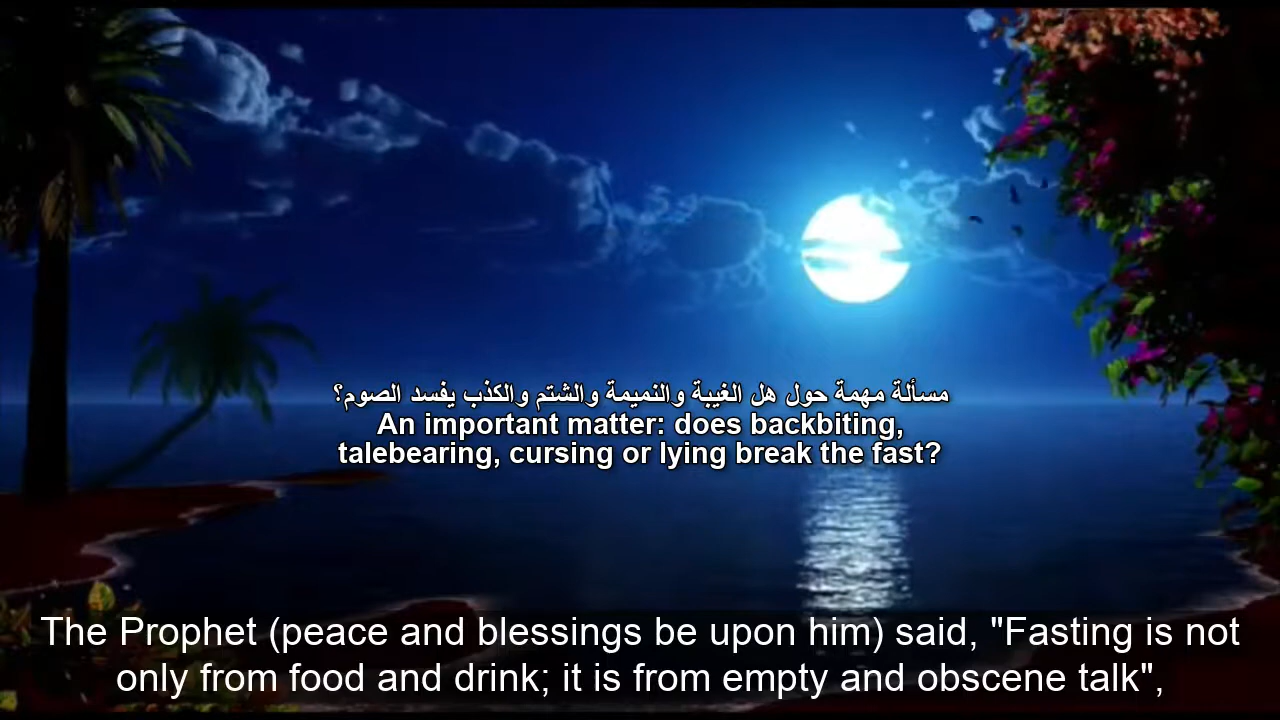 مسألة مهمة حول هل الغيبة والنميمة والشتم والكذب يفسد الصوم؟
An important matter: does backbiting,
talebearing, cursing or lying break the fast?
The Prophet (peace and blessings be upon him) said, "Fasting is not
only from food and drink; it is from empty and obscene talk",